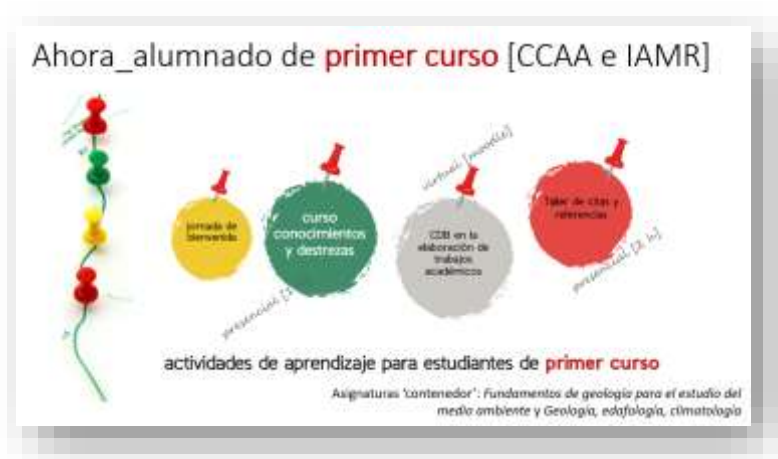 Ahora_alumnado de primer curso [CCAA e IAMR]
jornada de
bienvenida
presencial
curso
conocimientos
y destrezas
virtual [moodle]
CDB en la
elaboración de
trabajos
académicos
Taller de citas y
referencias
presencial [2 h]
actividades de aprendizaje para estudiantes de primer curso
Asignaturas 'contenedor': Fundamentos de geología para el estudio del
medio ambiente y Geología, edafología, climatología